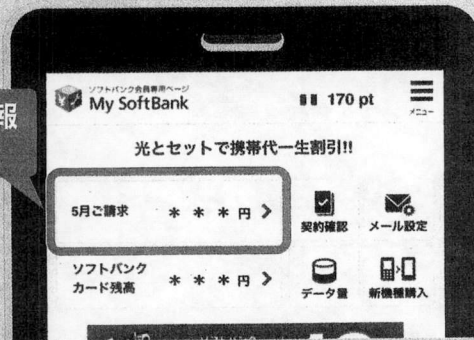 報
ソフトバンク会員専用ページ
My SoftBank
170 pt
メニュー
光とセットで携帯代一生割引!!
5月ご請求 * * * 円 >
契約確認
メール設定
ソフトバンク
カード残高 * * * 円 >
データ量
新機種購入